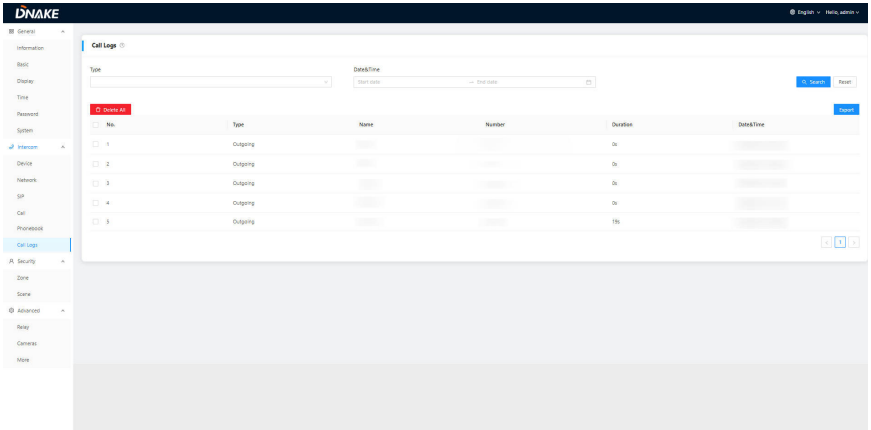 DNAKE
English
Hello, admin
General
Information
Basic
Display
Time
Password
System
Intercom
Device
Network
SIP
Call
Phonebook
Call Logs
Security
Zone
Scene
Advanced
Relay
Cameras
More
Call Logs
Type
Date&Time
Start date
End date
Search
Reset
Delete All
Export
No. Type Name Number Duration Date&Time
1 Outgoing 0s
2 Outgoing 0s
3 Outgoing 0s
4 Outgoing 0s
5 Outgoing 19s
1